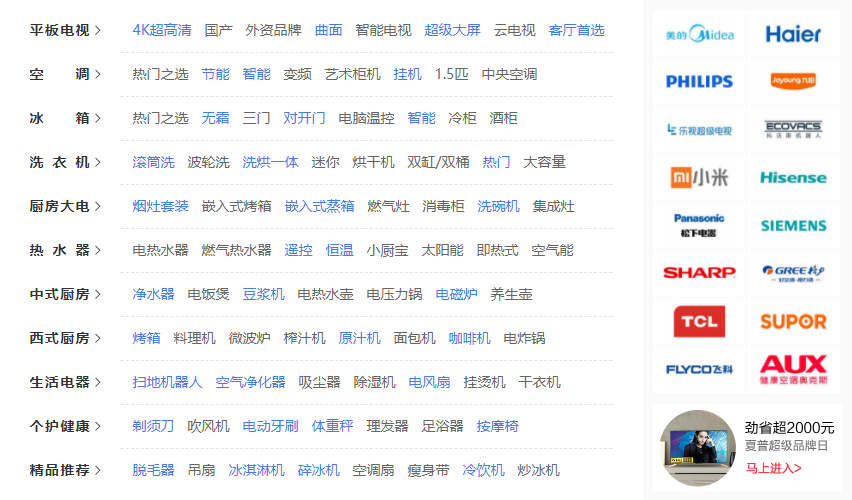 平板电视 > 4K超高清 国产 外资品牌 曲面 智能电视 超级大屏 云电视 客厅首选
空 调 > 热门之选 节能 智能 变频 艺术柜机 挂机 1.5匹 中央空调
冰 箱 > 热门之选 无霜 三门 对开门 电脑温控 智能 冷柜 酒柜
洗 衣 机 > 滚筒洗 波轮洗 洗烘一体 迷你 烘干机 双缸/双桶 热门 大容量
厨房大电 > 烟灶套装 嵌入式烤箱 嵌入式蒸箱 燃气灶 消毒柜 洗碗机 集成灶
热 水 器 > 电热水器 燃气热水器 遥控 恒温 小厨宝 太阳能 即热式 空气能
中式厨房 > 净水器 电饭煲 豆浆机 电热水壶 电压力锅 电磁炉 养生壶
西式厨房 > 烤箱 料理机 微波炉 榨汁机 原汁机 面包机 咖啡机 电炸锅
生活电器 > 扫地机器人 空气净化器 吸尘器 除湿机 电风扇 挂烫机 干衣机
个护健康 > 剃须刀 吹风机 电动牙刷 体重秤 理发器 足浴器 按摩椅
精品推荐 > 脱毛器 吊扇 冰淇淋机 碎冰机 空调扇 瘦身带 冷饮机 炒冰机
美的 Midea Haier
PHILIPS Joyoung九阳
乐视超级电视 ECOVACS
科沃斯机器人
小米 Hisense
Panasonic
松下电器 SIEMENS
SHARP GREE格力
TCL SUPOR
FLYCO飞科 AUX
健康空调奥克斯
劲省超2000元
夏普超级品牌日
马上进入>